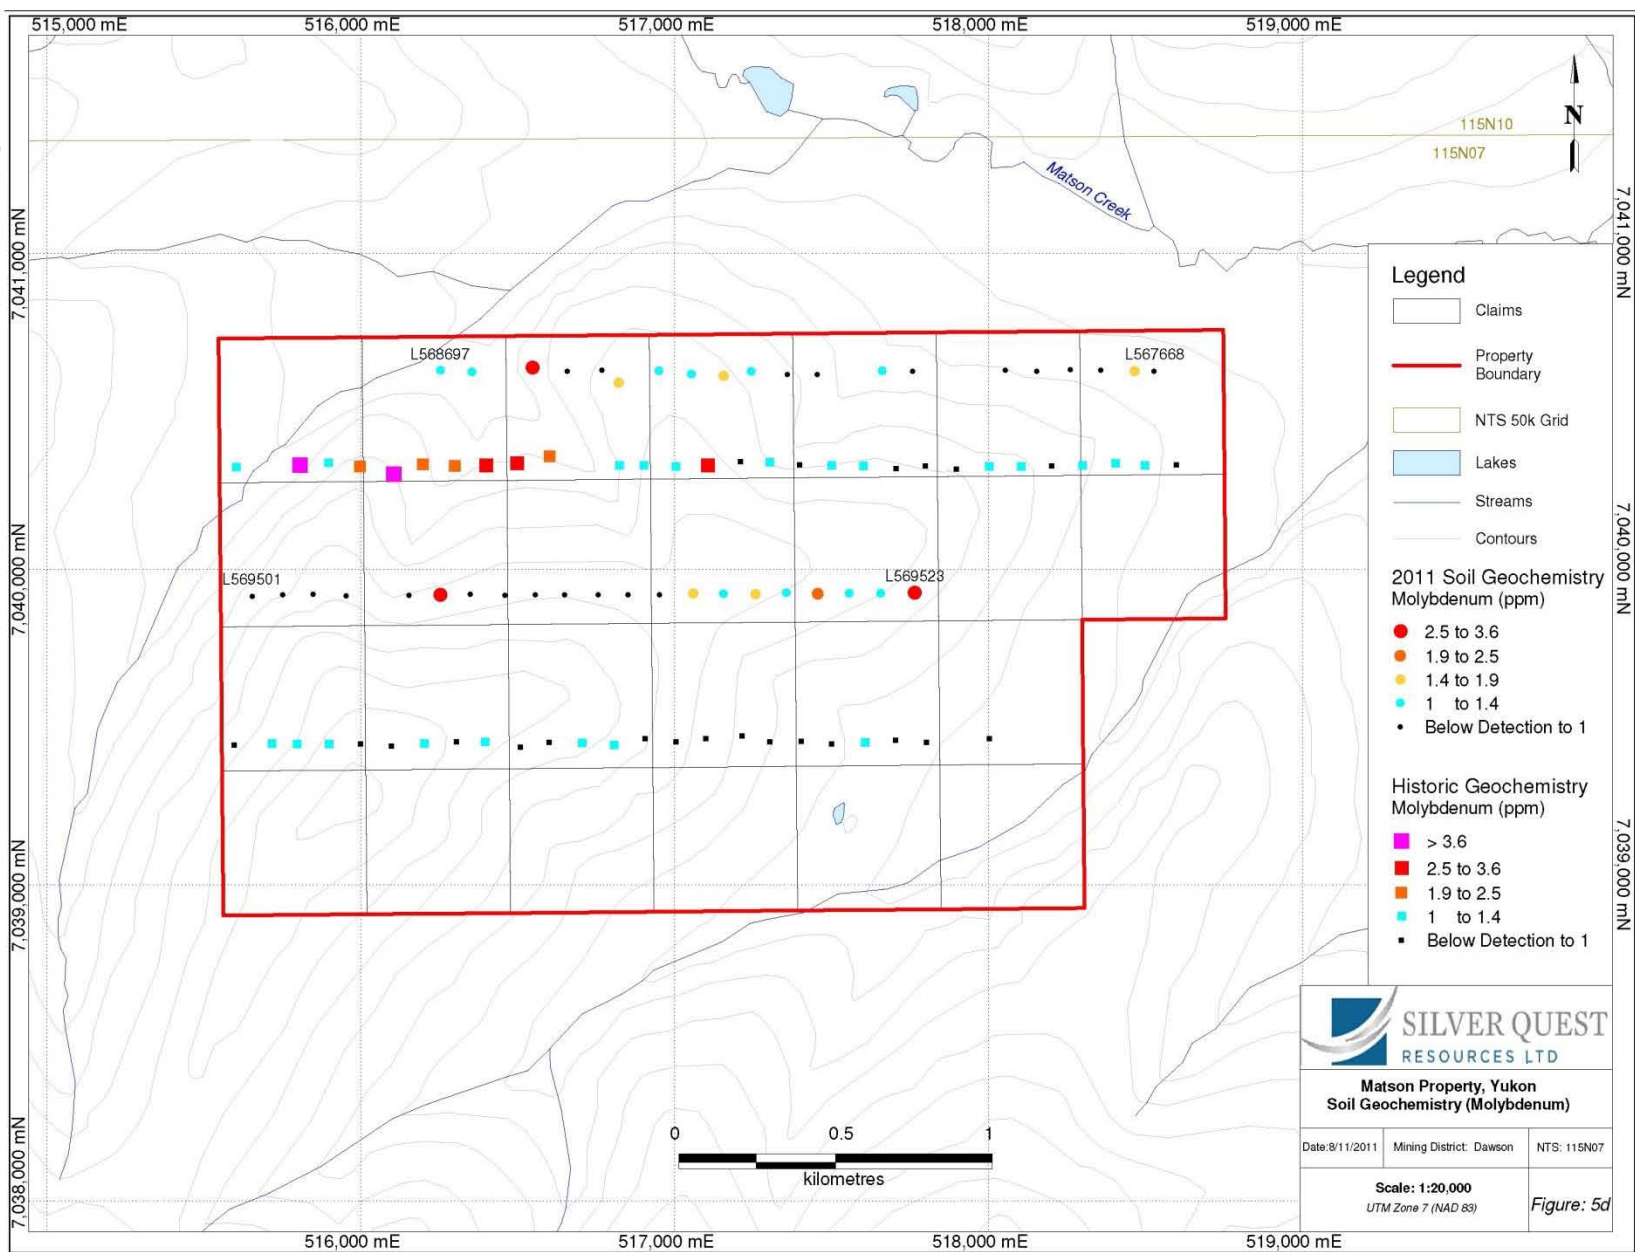 515,000 mE 516,000 mE 517,000 mE 518,000 mE 519,000 mE
115N10
115N07
N
Matson Creek
7,041,000 mN
7,041,000 mN
L568697
L567668
7,040,000 mN
7,040,000 mN
L569501
L569523
7,039,000 mN
7,039,000 mN
7,038,000 mN
Legend
Claims
Property
Boundary
NTS 50k Grid
Lakes
Streams
Contours
2011 Soil Geochemistry
Molybdenum (ppm)
2.5 to 3.6
1.9 to 2.5
1.4 to 1.9
1 to 1.4
Below Detection to 1
Historic Geochemistry
Molybdenum (ppm)
> 3.6
2.5 to 3.6
1.9 to 2.5
1 to 1.4
Below Detection to 1
SILVER QUEST
RESOURCES LTD
Matson Property, Yukon
Soil Geochemistry (Molybdenum)
Date:8/11/2011 Mining District: Dawson NTS: 115N07
Scale: 1:20,000
UTM Zone 7 (NAD 83)
Figure: 5d
0 0.5 1
kilometres
516,000 mE 517,000 mE 518,000 mE 519,000 mE